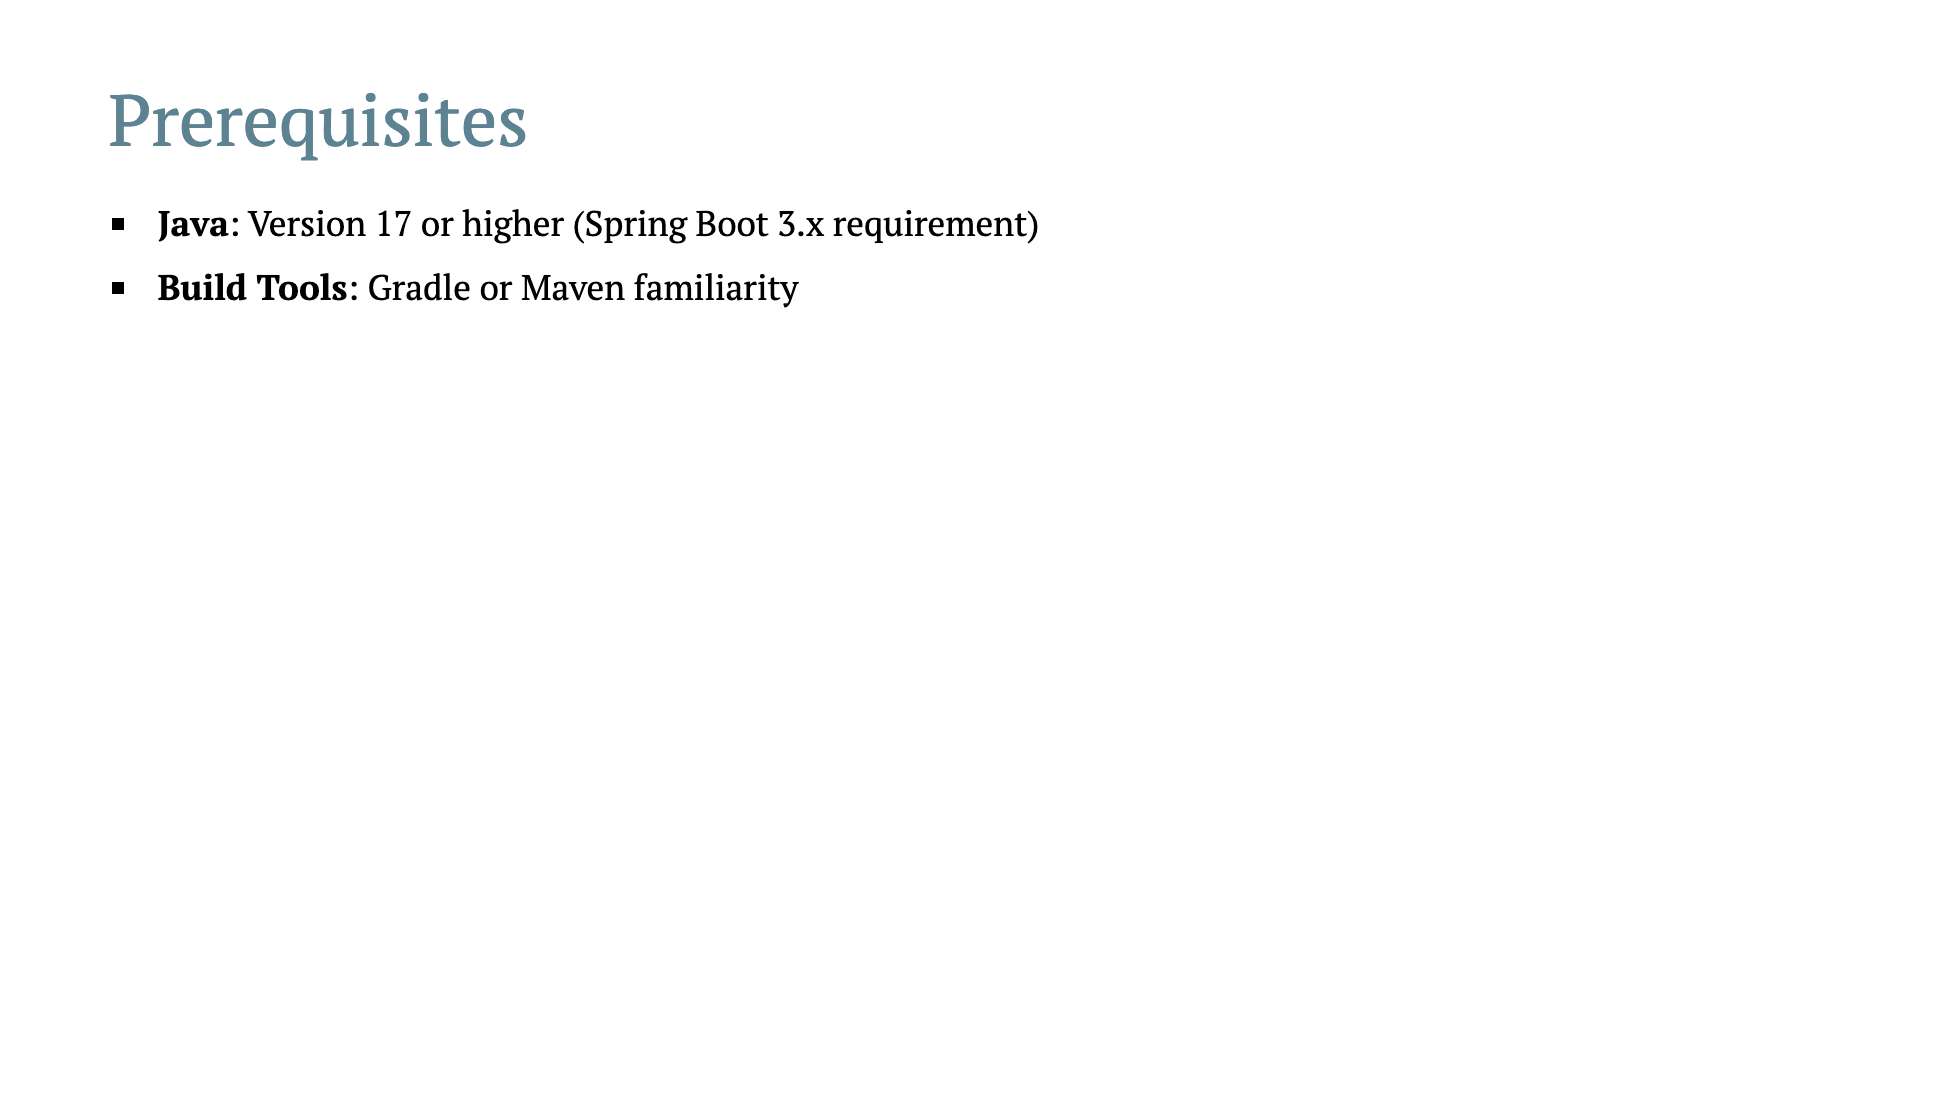 Prerequisites
▪ Java: Version 17 or higher (Spring Boot 3.x requirement)
▪ Build Tools: Gradle or Maven familiarity